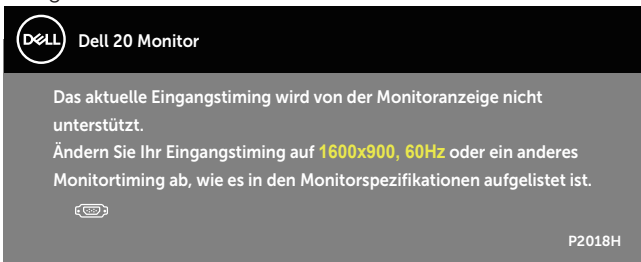 DELL
Dell 20 Monitor
Das aktuelle Eingangstiming wird von der Monitoranzeige nicht
unterstützt.
Ändern Sie Ihr Eingangstiming auf 1600x900, 60Hz oder ein anderes
Monitortiming ab, wie es in den Monitorspezifikationen aufgelistet ist.
P2018H